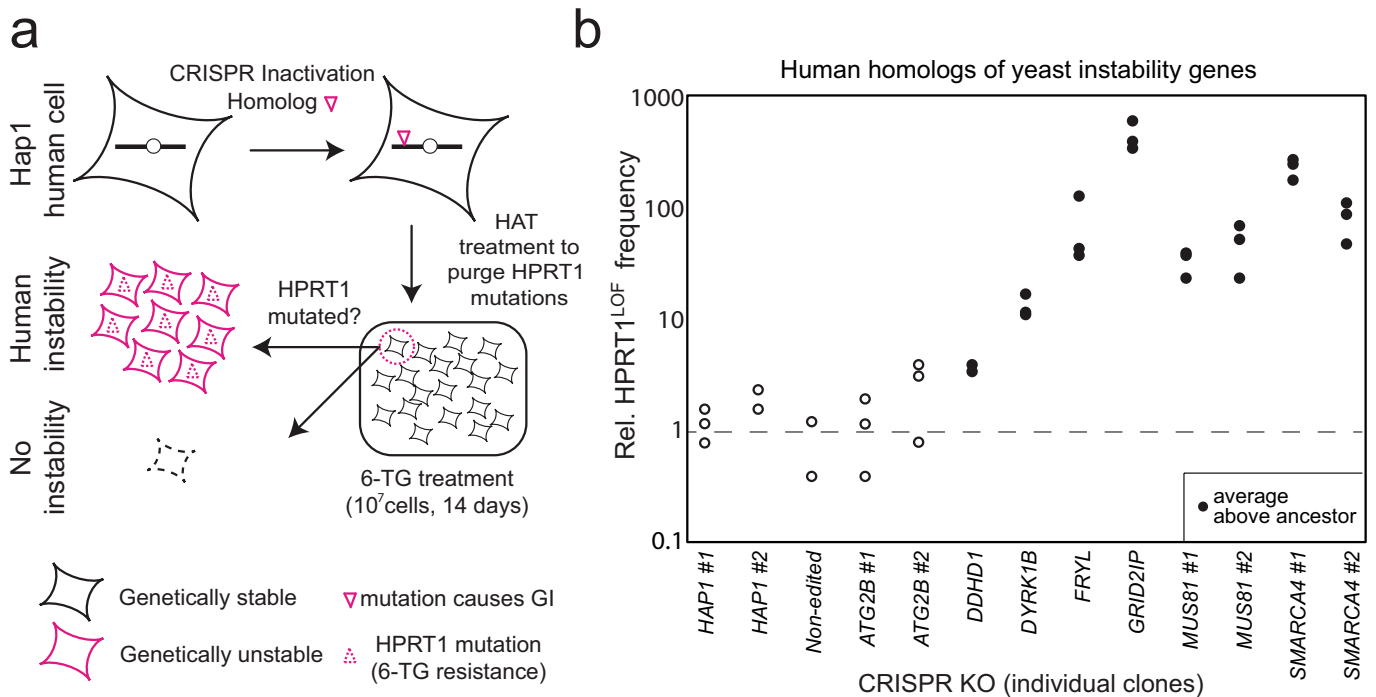 a
CRISPR Inactivation
Homolog
Hap1
human cell
HAT
treatment to
purge HPRT1
mutations
HPRT1
mutated?
Human
instability
No
instability
6-TG treatment
(10⁷cells, 14 days)
Genetically stable
mutation causes GI
Genetically unstable
HPRT1 mutation
(6-TG resistance)
b
Human homologs of yeast instability genes
Rel. HPRT1ᴸᴼᶠ frequency
1000
100
10
1
0.1
average
above ancestor
HAP1 #1
HAP1 #2
Non-edited
ATG2B #1
ATG2B #2
DDHD1
DYRK1B
FRYL
GRID2IP
MUS81 #1
MUS81 #2
SMARCA4 #1
SMARCA4 #2
CRISPR KO (individual clones)